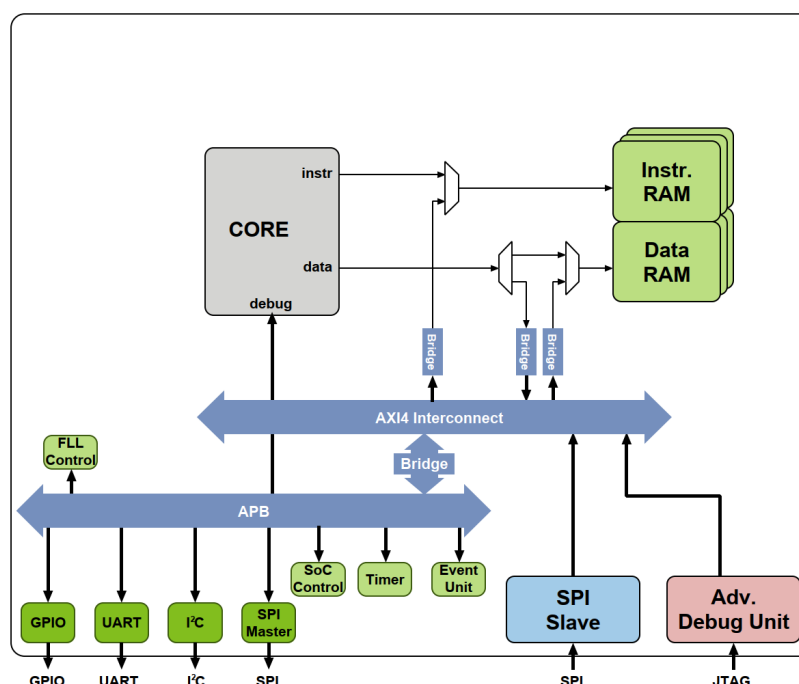 instr
CORE
data
debug
Instr.
RAM
Data
RAM
Bridge
Bridge
Bridge
AXI4 Interconnect
FLL
Control
Bridge
APB
SoC
Control
Timer
Event
Unit
GPIO
UART
I²C
SPI
Master
SPI
Slave
Adv.
Debug Unit
GPIO
UART
I²C
SPI
SPI
JTAG